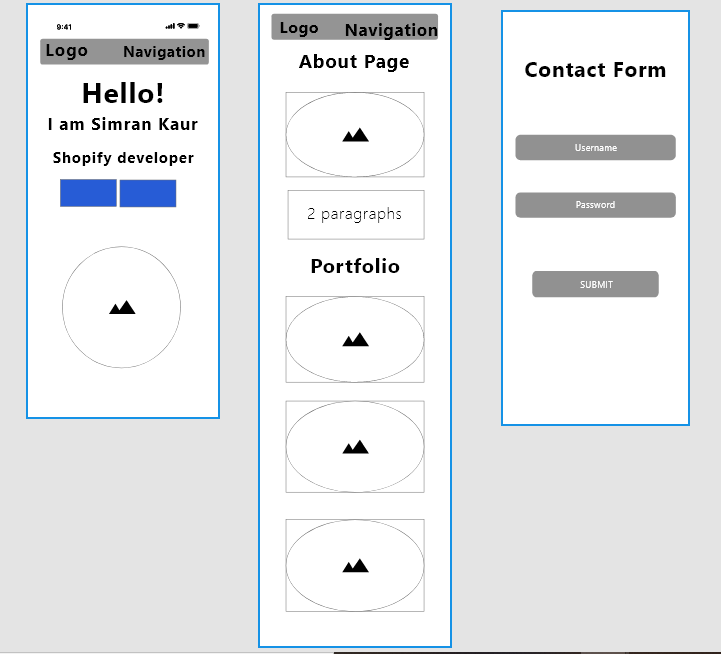 9:41
Logo Navigation
Hello!
I am Simran Kaur
Shopify developer
Logo Navigation
About Page
2 paragraphs
Portfolio
Contact Form
Username
Password
SUBMIT